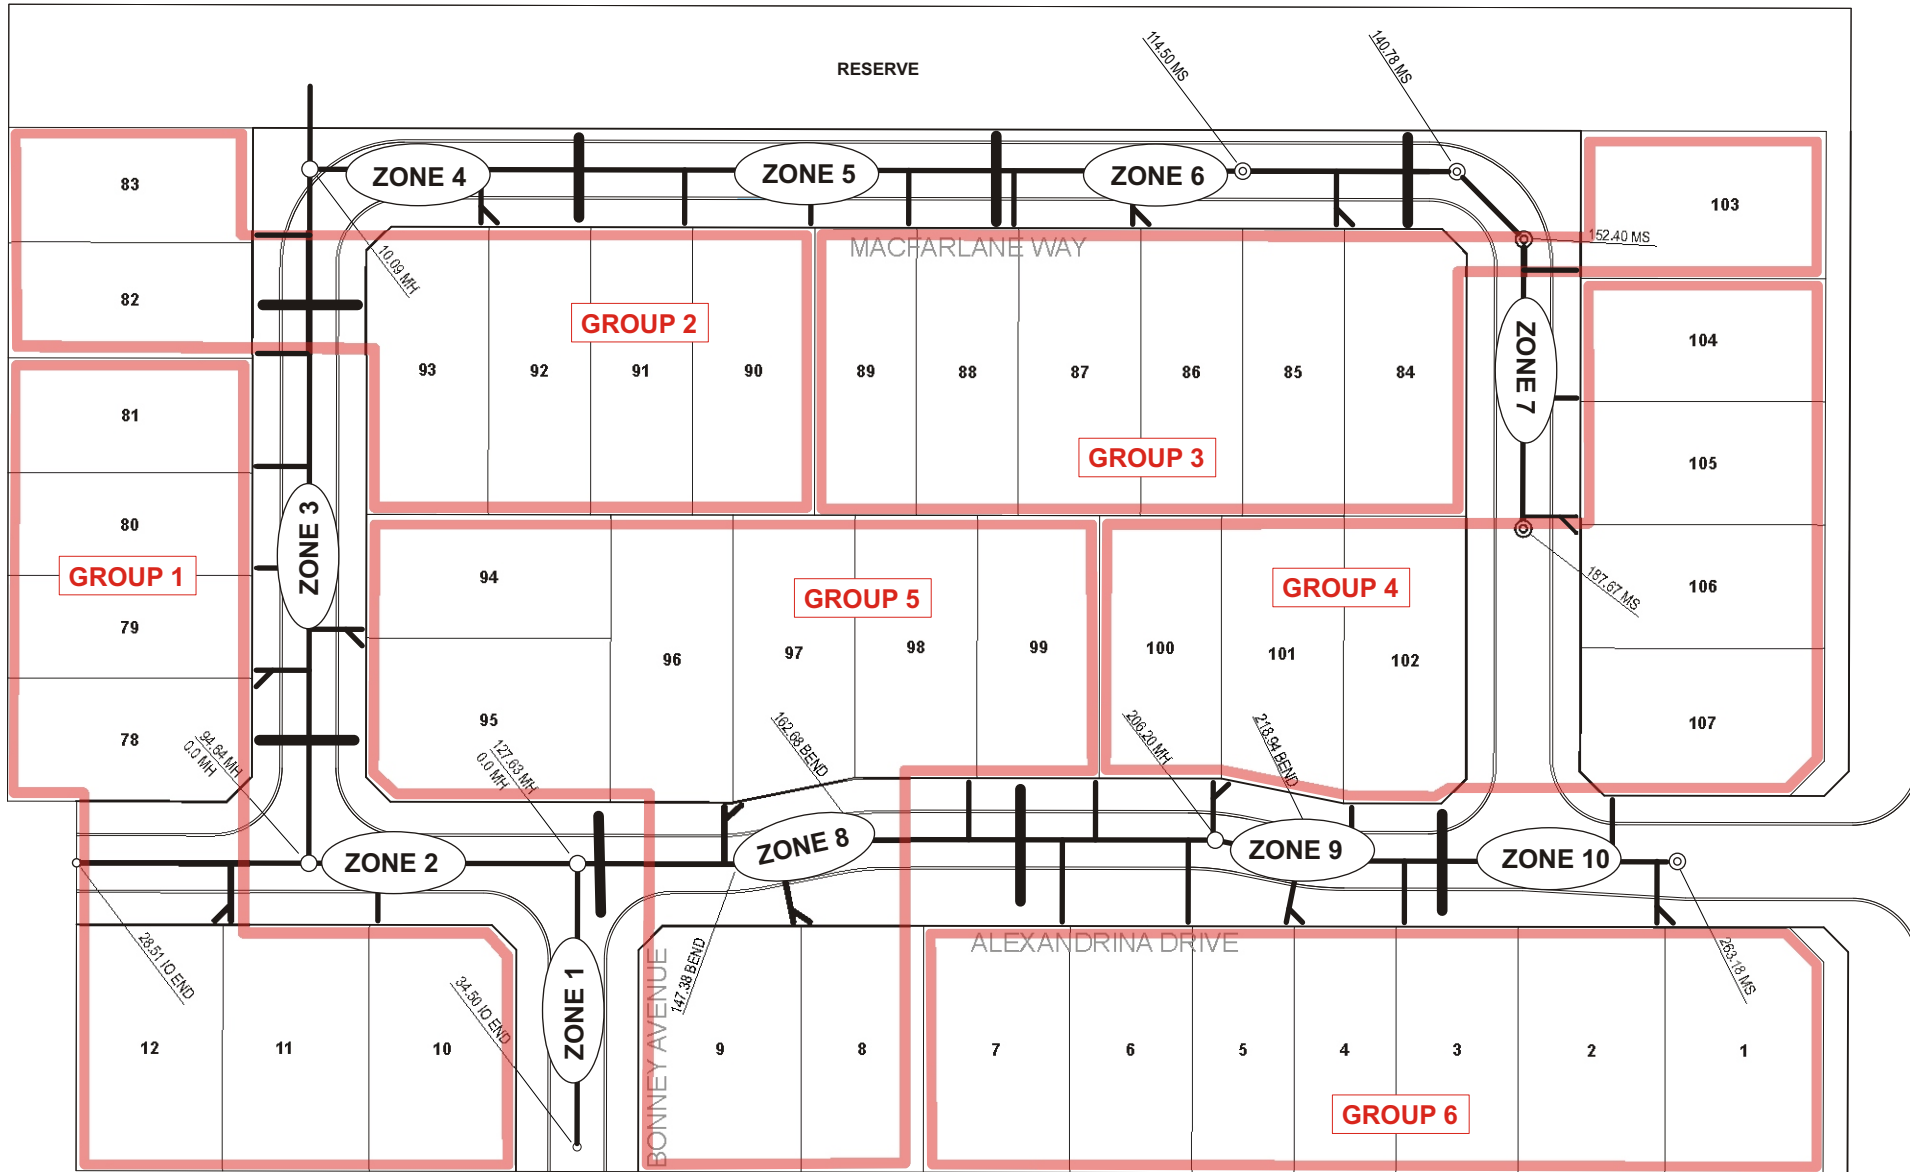 RESERVE
114.50 MS
140.78 MS
83
ZONE 4
ZONE 5
ZONE 6
103
MACFARLANE WAY
152.40 MS
10.09 MH
82
GROUP 2
93
92
91
90
89
88
87
86
85
84
ZONE 7
104
81
GROUP 3
105
80
ZONE 3
GROUP 1
94
GROUP 5
GROUP 4
106
187.67 MS
79
96
97
98
99
100
101
102
78
95
107
94.64 MH
0.0 MH
127.63 MH
0.0 MH
162.68 BEND
206.20 MH
218.94 BEND
ZONE 2
ZONE 8
ZONE 9
ZONE 10
28.51 IO END
34.50 IO END
147.38 BEND
ALEXANDRINA DRIVE
263.18 MS
ZONE 1
BONNEY AVENUE
12
11
10
9
8
7
6
5
4
3
2
1
GROUP 6